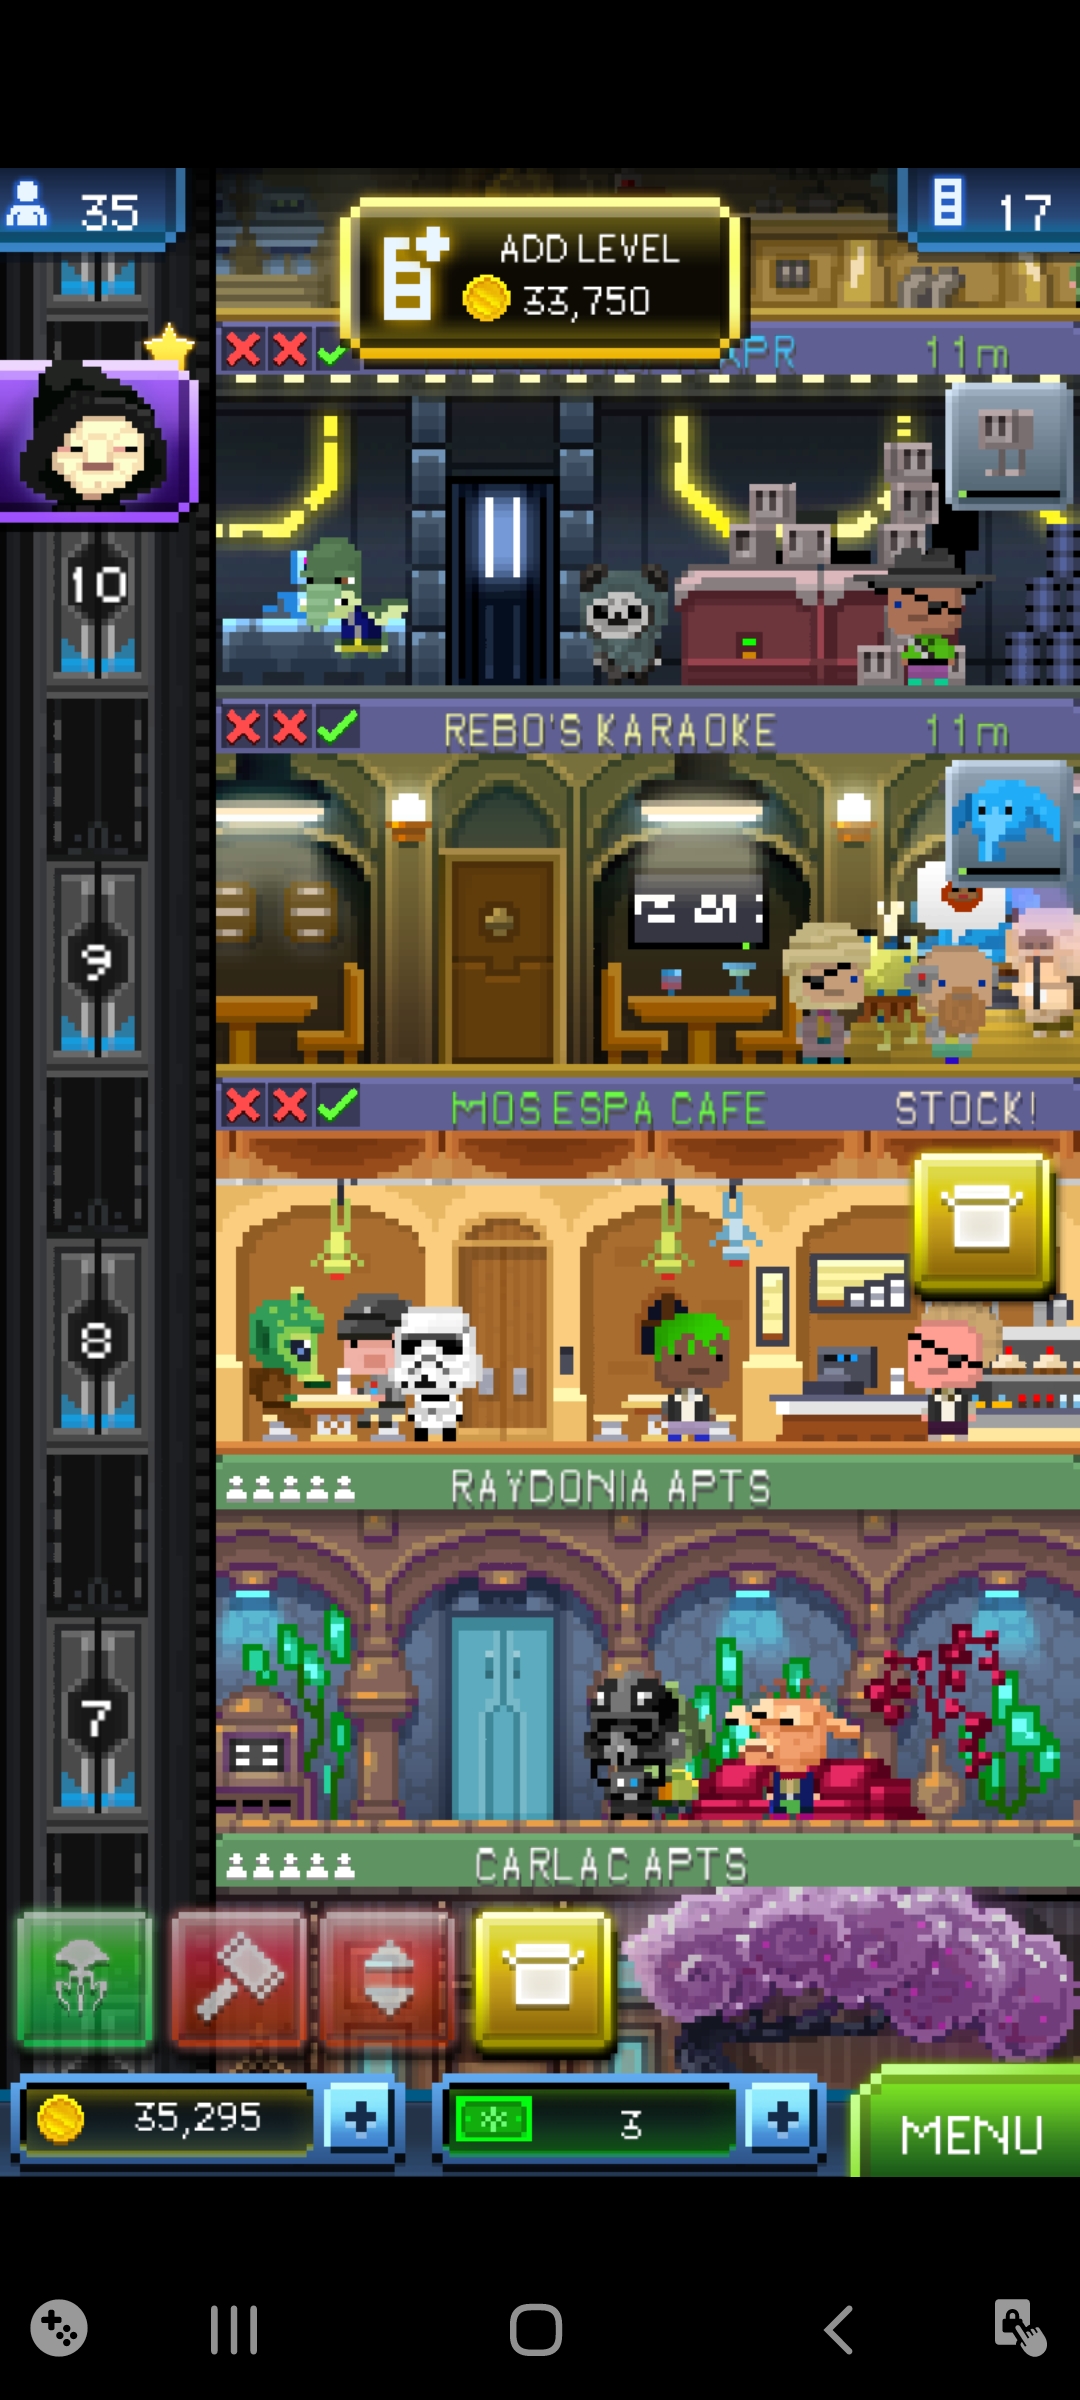 35
17
ADD LEVEL
33,750
11m
10
REBO'S KARAOKE
11m
9
MOS ESPA CAFE
STOCK!
8
RAYDONIA APTS
7
CARLAC APTS
35,295
3
MENU